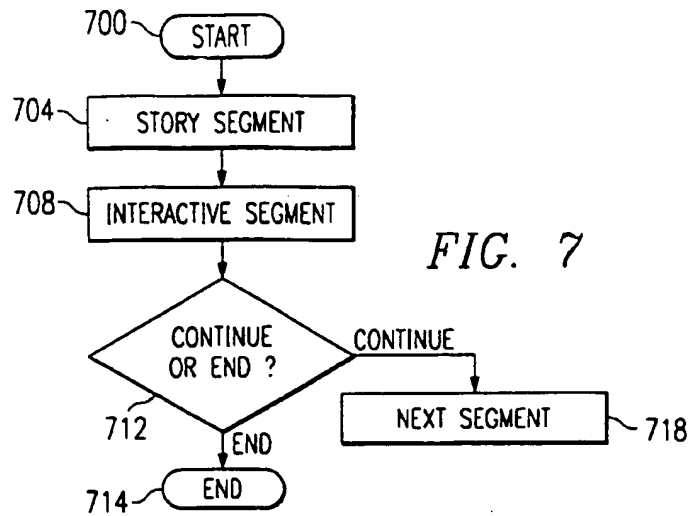 700
START
704
STORY SEGMENT
708
INTERACTIVE SEGMENT
FIG. 7
CONTINUE
OR END ?
CONTINUE
712
NEXT SEGMENT
718
END
714
END